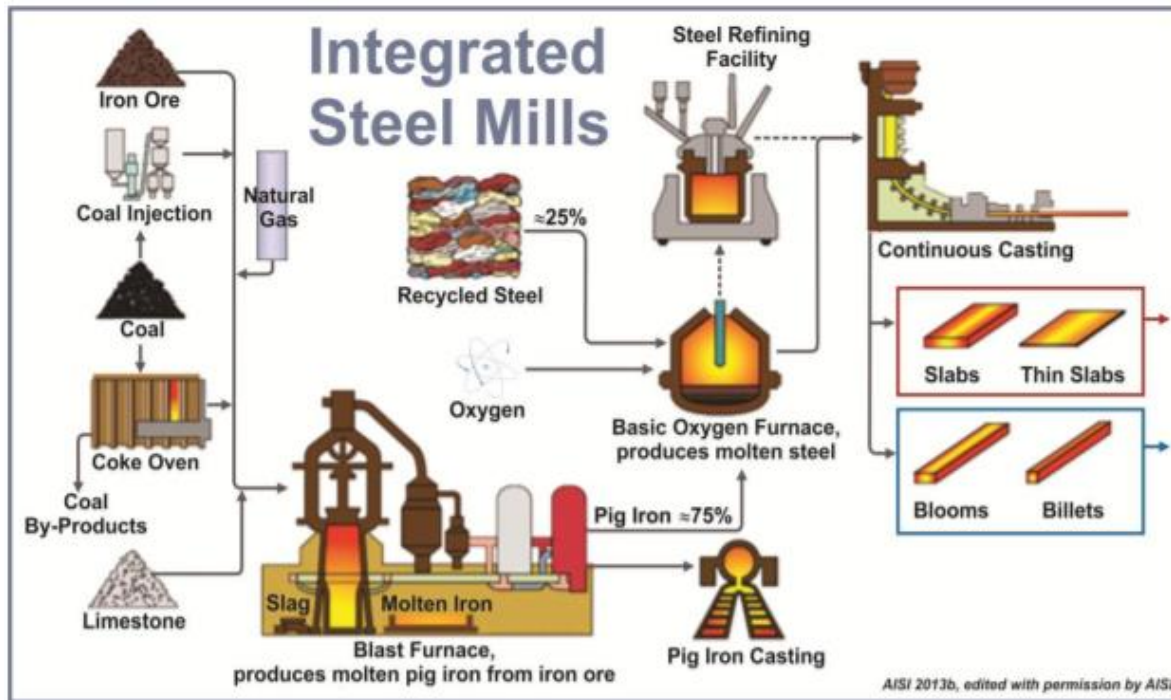 Integrated
Steel Mills
Iron Ore
Coal Injection
Natural
Gas
Coal
Coke Oven
Coal
By-Products
Limestone
Recycled Steel
≈25%
Oxygen
Steel Refining
Facility
Basic Oxygen Furnace,
produces molten steel
Pig Iron ≈75%
Slag
Molten Iron
Blast Furnace,
produces molten pig iron from iron ore
Pig Iron Casting
Continuous Casting
Slabs
Thin Slabs
Blooms
Billets
AISI 2013b, edited with permission by AISI